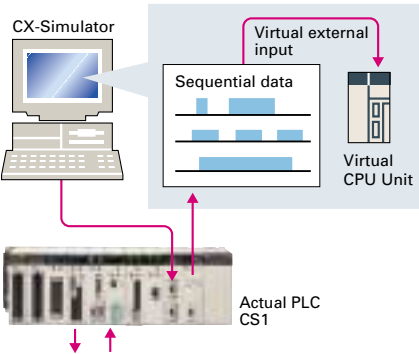 CX-Simulator
Virtual external
input
Sequential data
Virtual
CPU Unit
Actual PLC
CS1